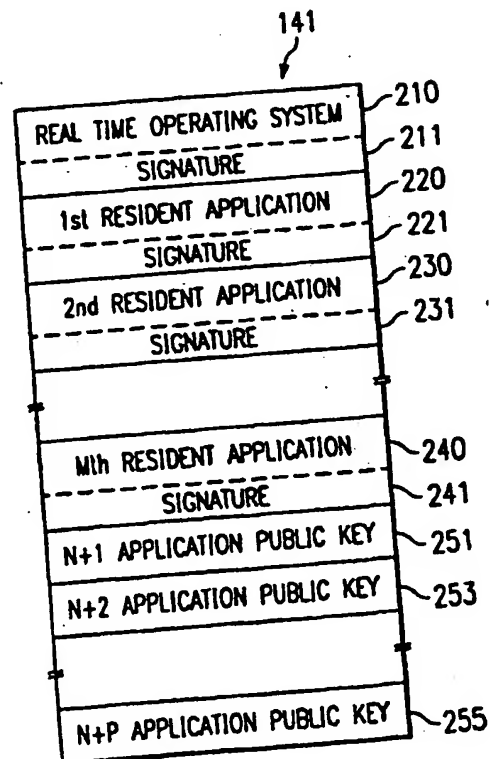 141
REAL TIME OPERATING SYSTEM 210
SIGNATURE 211
1st RESIDENT APPLICATION 220
SIGNATURE 221
2nd RESIDENT APPLICATION 230
SIGNATURE 231
Mth RESIDENT APPLICATION 240
SIGNATURE 241
N+1 APPLICATION PUBLIC KEY 251
N+2 APPLICATION PUBLIC KEY 253
N+P APPLICATION PUBLIC KEY 255